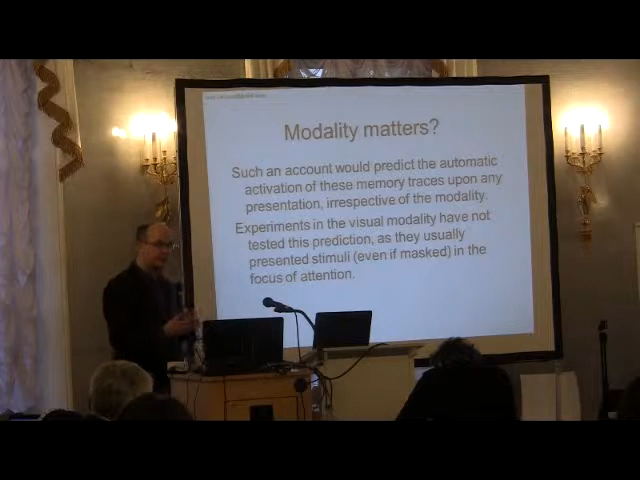 Modality matters?
Such an account would predict the automatic
activation of these memory traces upon any
presentation, irrespective of the modality.
Experiments in the visual modality have not
tested this prediction, as they usually
presented stimuli (even if masked) in the
focus of attention.